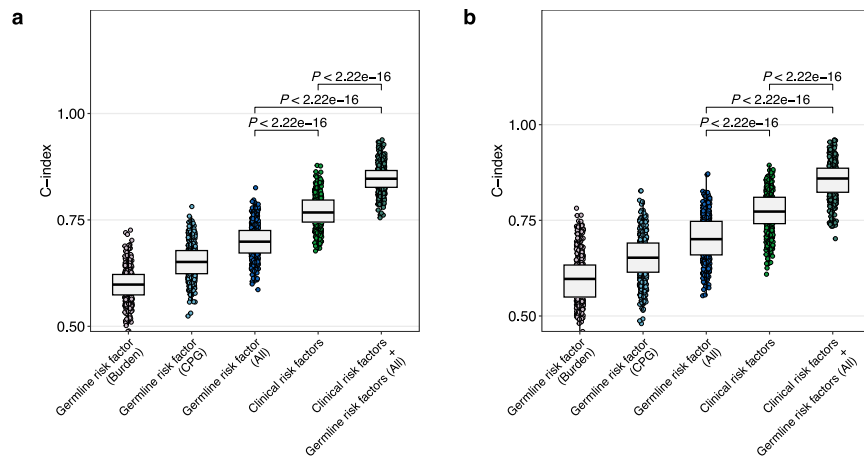 a
P < 2.22e−16
P < 2.22e−16
P < 2.22e−16
1.00
0.75
0.50
C−index
Germline risk factor
(Burden)
Germline risk factor
(CPG)
Germline risk factor
(All)
Clinical risk factors
Clinical risk factors
+
Germline risk factors (All)
b
P < 2.22e−16
P < 2.22e−16
P < 2.22e−16
1.00
0.75
0.50
C−index
Germline risk factor
(Burden)
Germline risk factor
(CPG)
Germline risk factor
(All)
Clinical risk factors
Clinical risk factors
+
Germline risk factors (All)